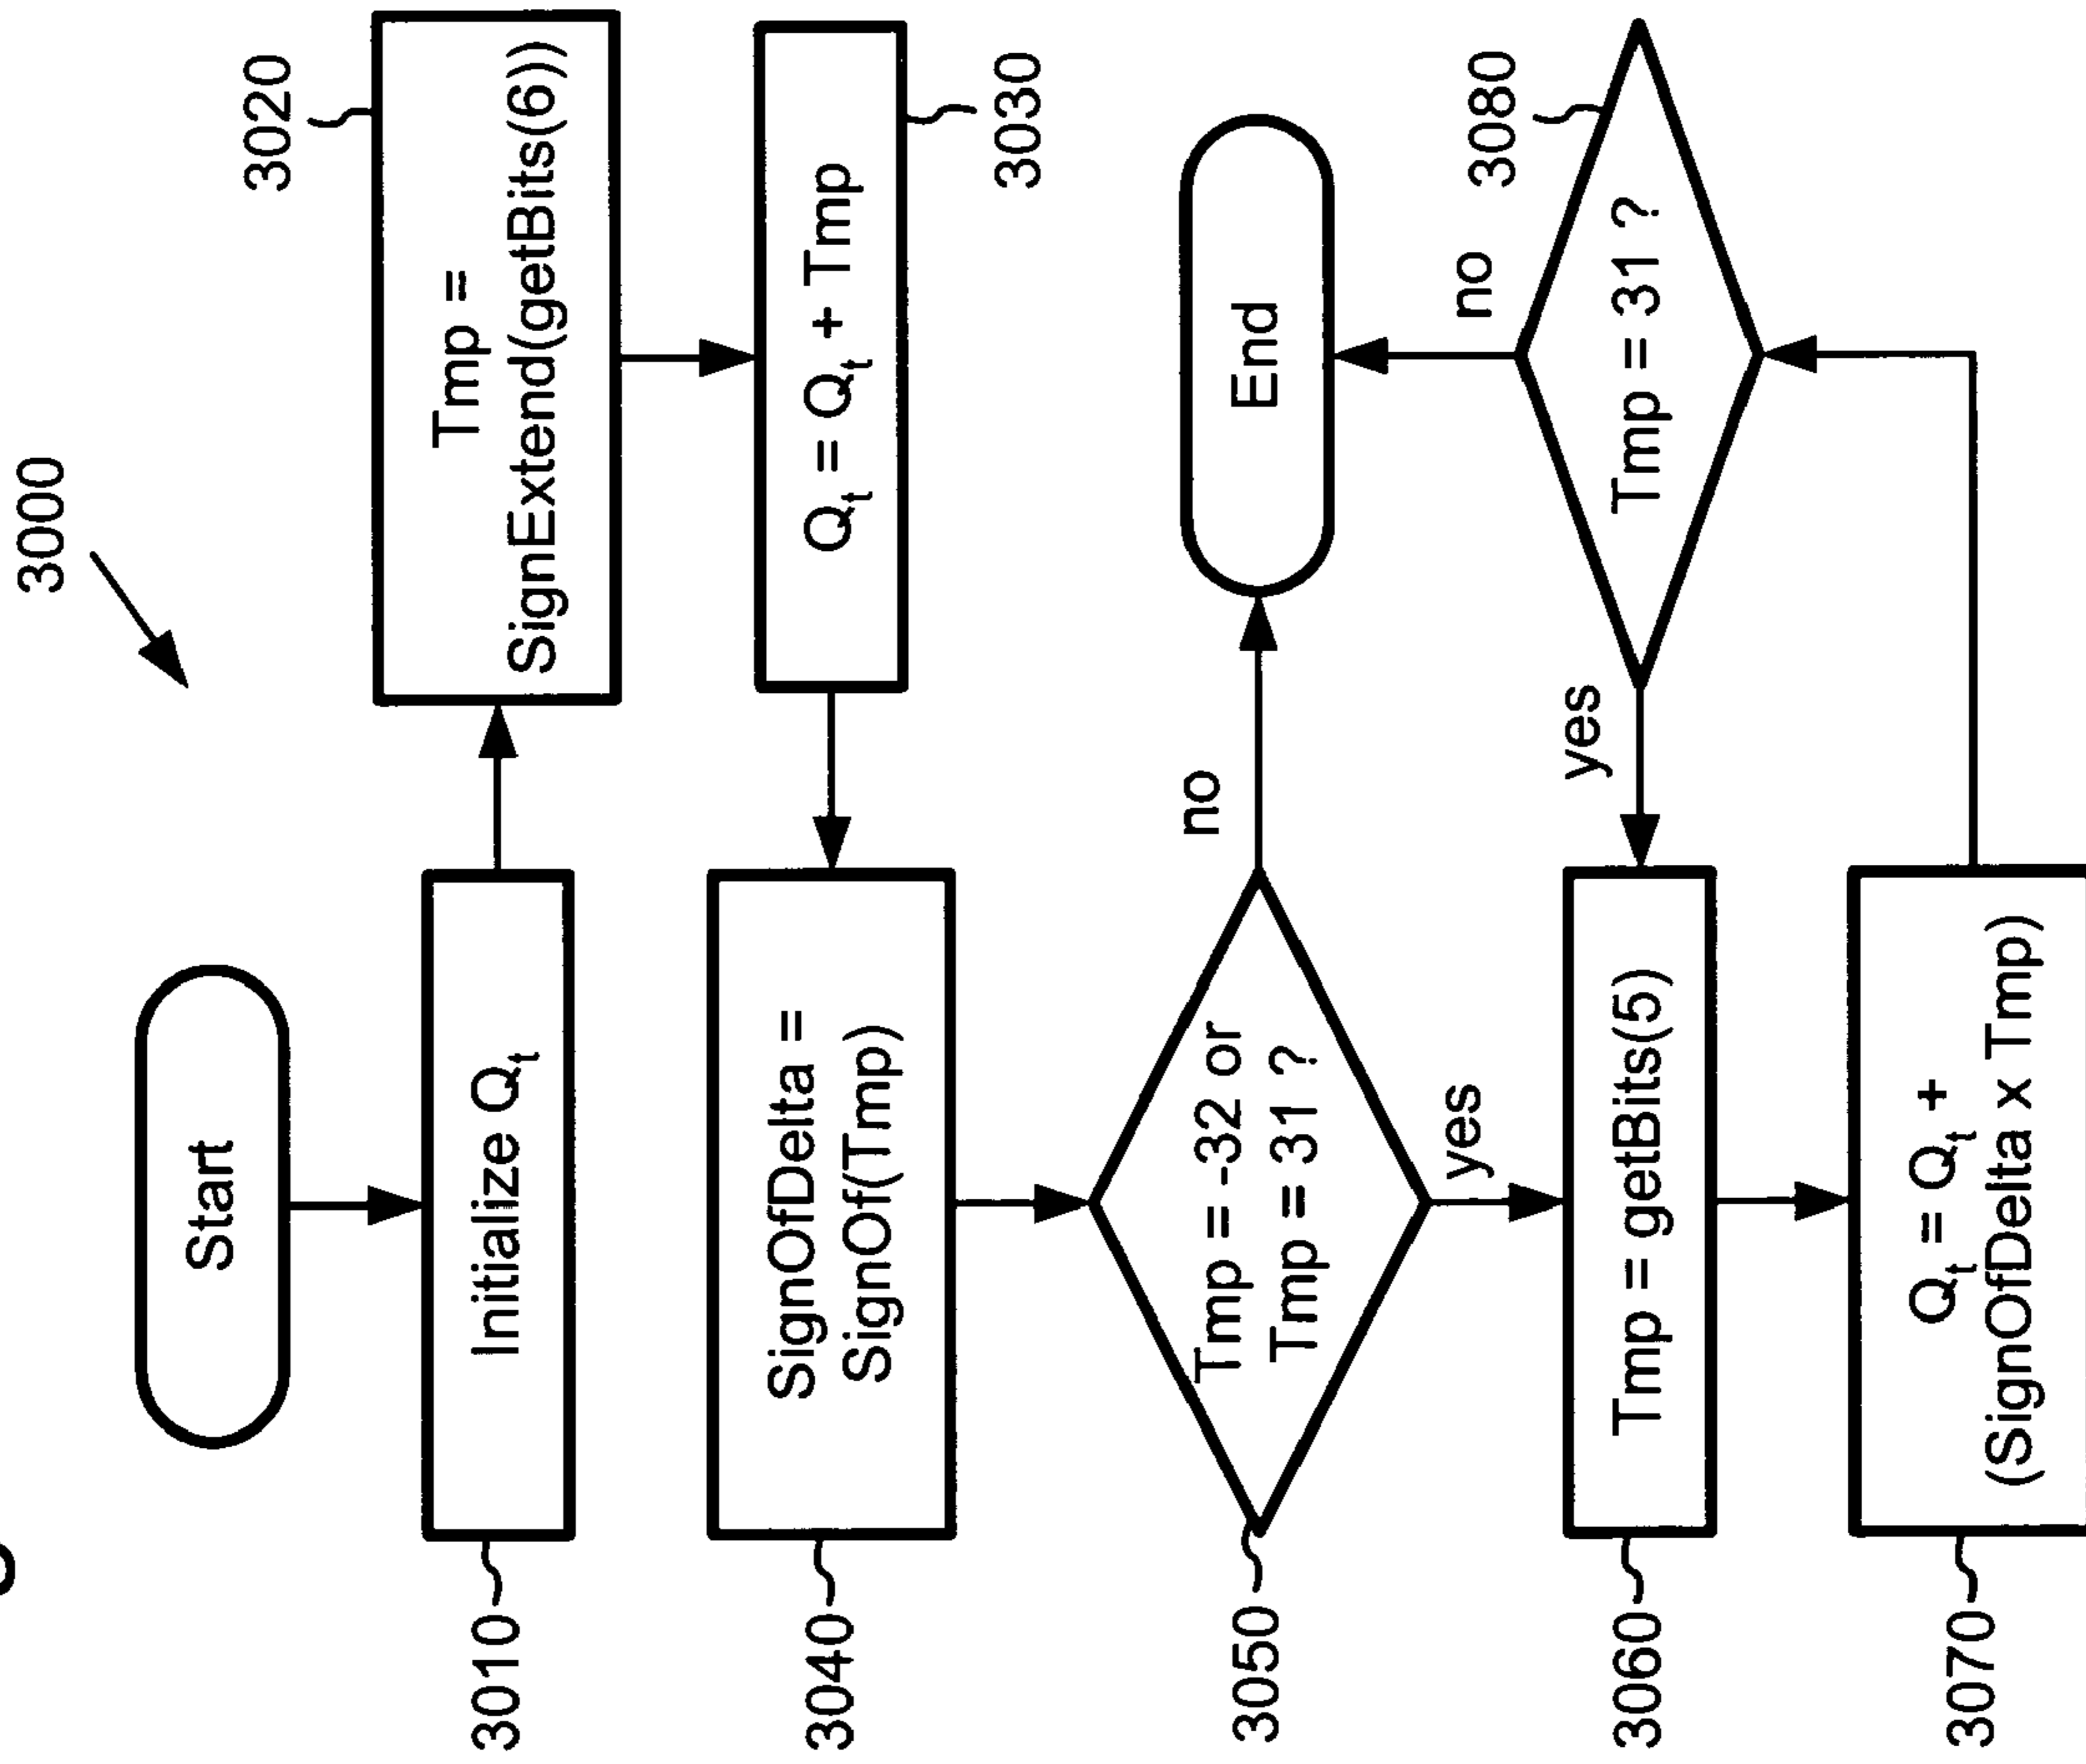 3000
Start
3010
Initialize Qt
3020
Tmp =
SignExtend(getBits(6))
3030
Qt = Qt + Tmp
3040
SignOfDelta =
SignOf(Tmp)
3050
Tmp = -32 or
Tmp = 31 ?
no
End
yes
3060
Tmp = getBits(5)
3070
Qt = Qt +
(SignOfDelta x Tmp)
3080
Tmp = 31 ?
no
yes